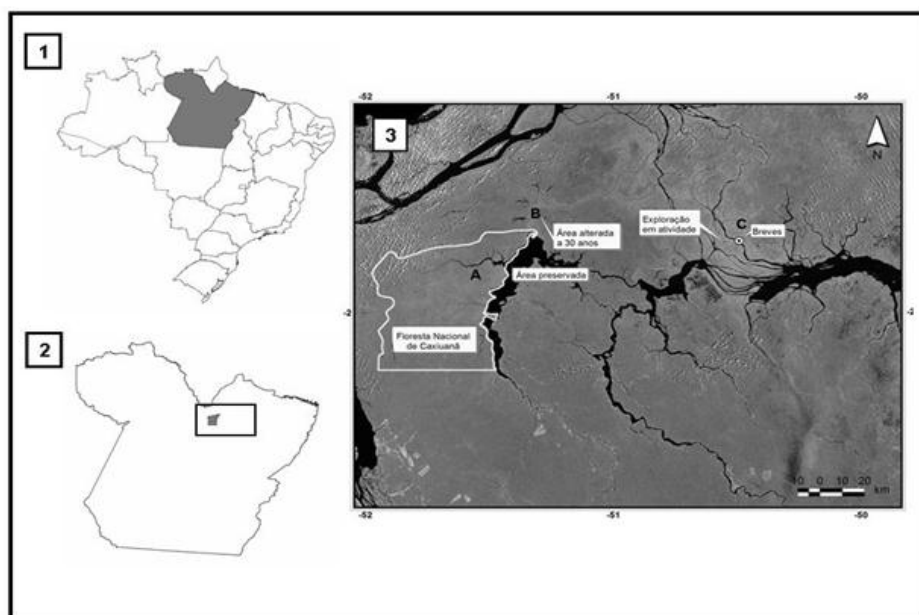 1
2
3
-52
-51
-50
N
B
C
Exploração
em atividade
Breves
Área alterada
a 30 anos
A
Área preservada
-2
-2
Floresta Nacional
de Caxiuanã
10 0 10 20
km
-52
-51
-50